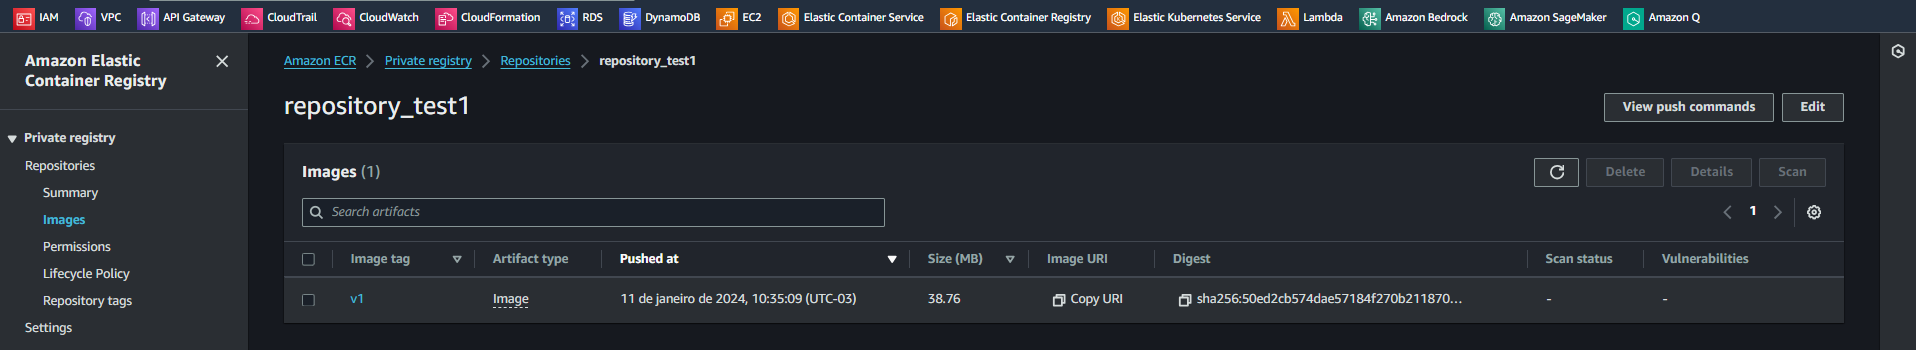 IAM VPC API Gateway CloudTrail CloudWatch CloudFormation RDS DynamoDB EC2 Elastic Container Service Elastic Container Registry Elastic Kubernetes Service Lambda Amazon Bedrock Amazon SageMaker Amazon Q
Amazon Elastic
Container Registry
Private registry
Repositories
Summary
Images
Permissions
Lifecycle Policy
Repository tags
Settings
Amazon ECR Private registry Repositories repository_test1
repository_test1
View push commands Edit
Images (1)
Delete Details Scan
Search artifacts
1
Image tag Artifact type Pushed at Size (MB) Image URI Digest Scan status Vulnerabilities
v1 Image 11 de janeiro de 2024, 10:35:09 (UTC-03) 38.76 Copy URI sha256:50ed2cb574dae57184f270b211870... - -